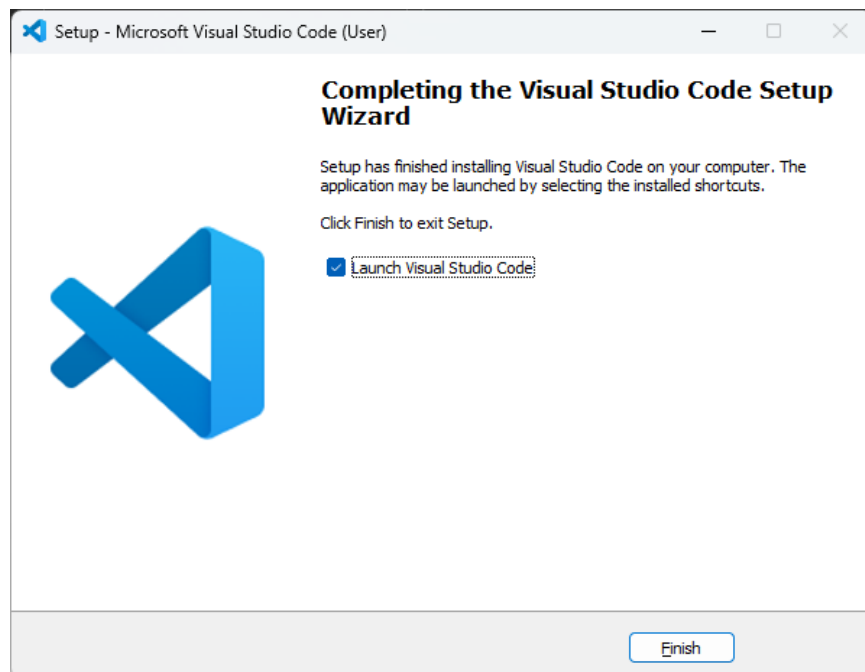 Setup - Microsoft Visual Studio Code (User)
Completing the Visual Studio Code Setup
Wizard
Setup has finished installing Visual Studio Code on your computer. The
application may be launched by selecting the installed shortcuts.
Click Finish to exit Setup.
Launch Visual Studio Code
Finish